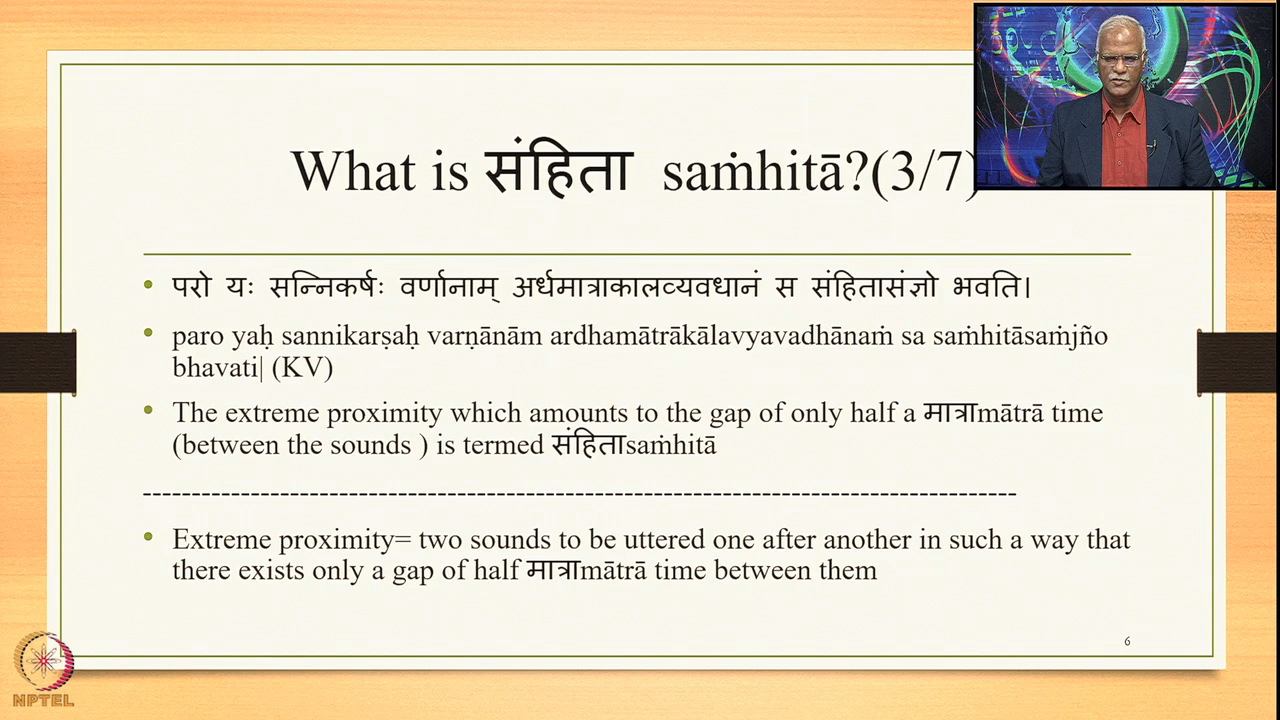 What is संहिता saṁhitā?(3/7)
• परो यः सन्निकर्षः वर्णानाम् अर्धमात्राकालव्यवधानं स संहितासंज्ञो भवति।
• paro yaḥ sannikarṣaḥ varṇānām ardhamātrākālavyavadhānaṁ sa saṁhitāsaṁjño
bhavati| (KV)
• The extreme proximity which amounts to the gap of only half a मात्राmātrā time
(between the sounds ) is termed संहिताsaṁhitā
------------------------------------------------------------------------------------------
• Extreme proximity= two sounds to be uttered one after another in such a way that
there exists only a gap of half मात्राmātrā time between them
6
NPTEL